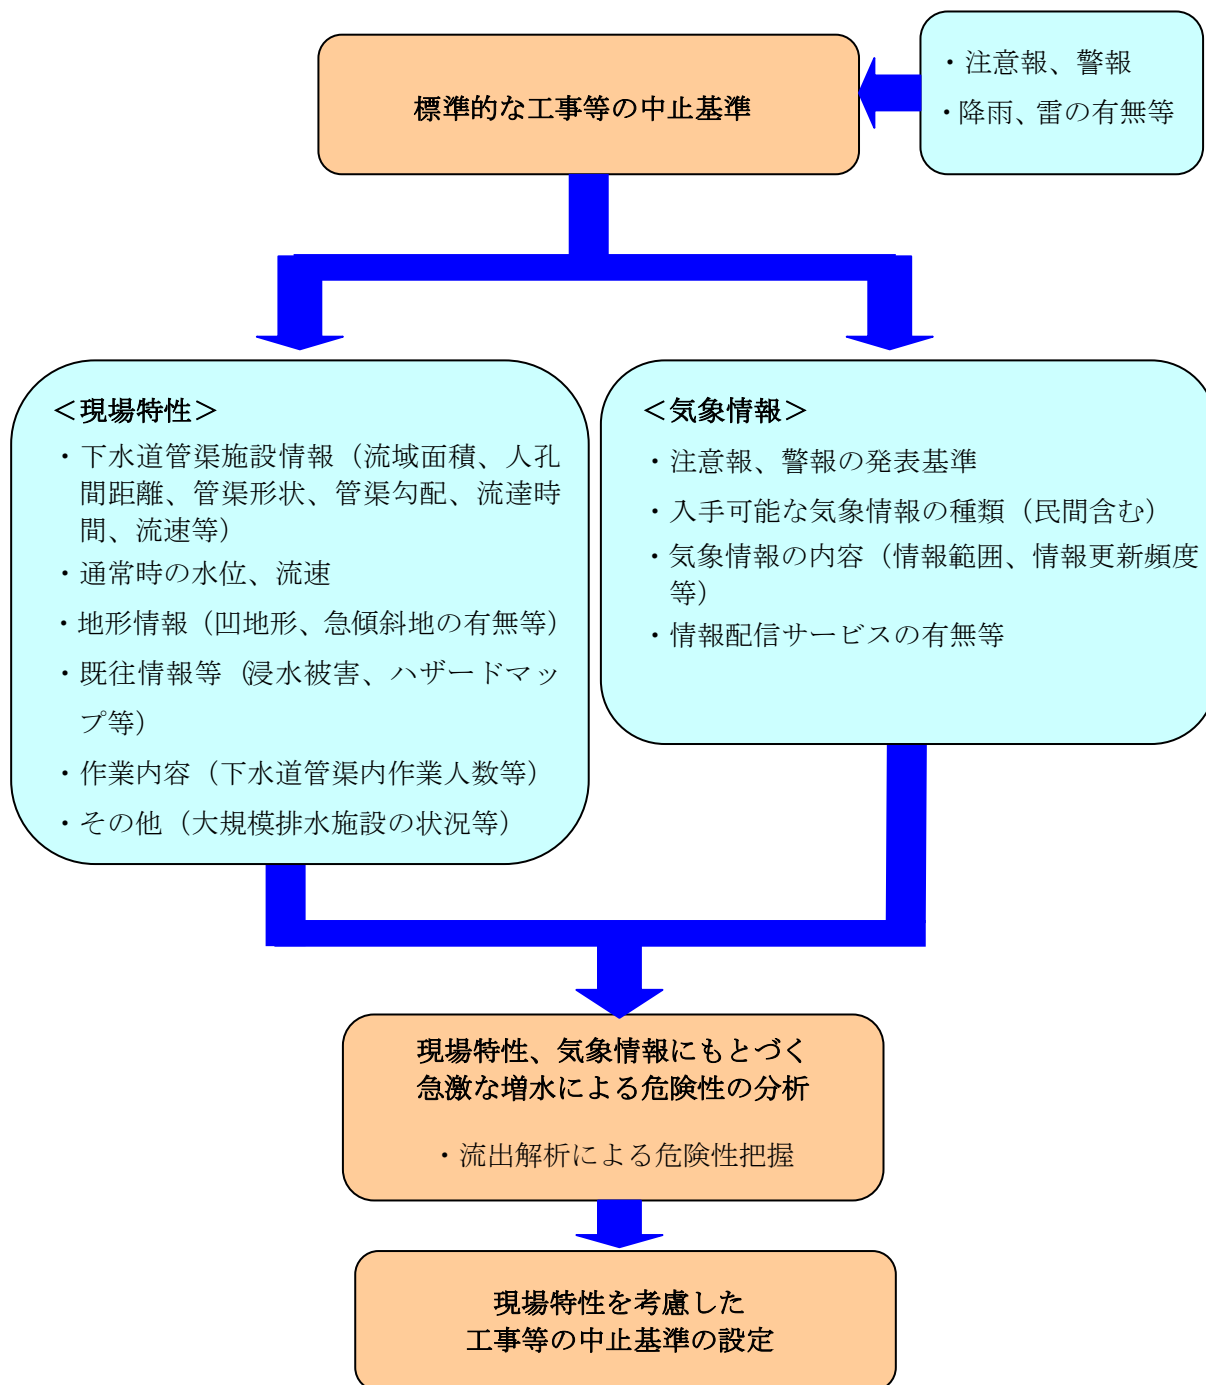 標準的な工事等の中止基準
・注意報、警報
・降雨、雷の有無等
＜現場特性＞
・下水道管渠施設情報（流域面積、人孔
間距離、管渠形状、管渠勾配、流達時
間、流速等）
・通常時の水位、流速
・地形情報（凹地形、急傾斜地の有無等）
・既往情報等（浸水被害、ハザードマッ
プ等）
・作業内容（下水道管渠内作業人数等）
・その他（大規模排水施設の状況等）
＜気象情報＞
・注意報、警報の発表基準
・入手可能な気象情報の種類（民間含む）
・気象情報の内容（情報範囲、情報更新頻度
等）
・情報配信サービスの有無等
現場特性、気象情報にもとづく
急激な増水による危険性の分析
・流出解析による危険性把握
現場特性を考慮した
工事等の中止基準の設定